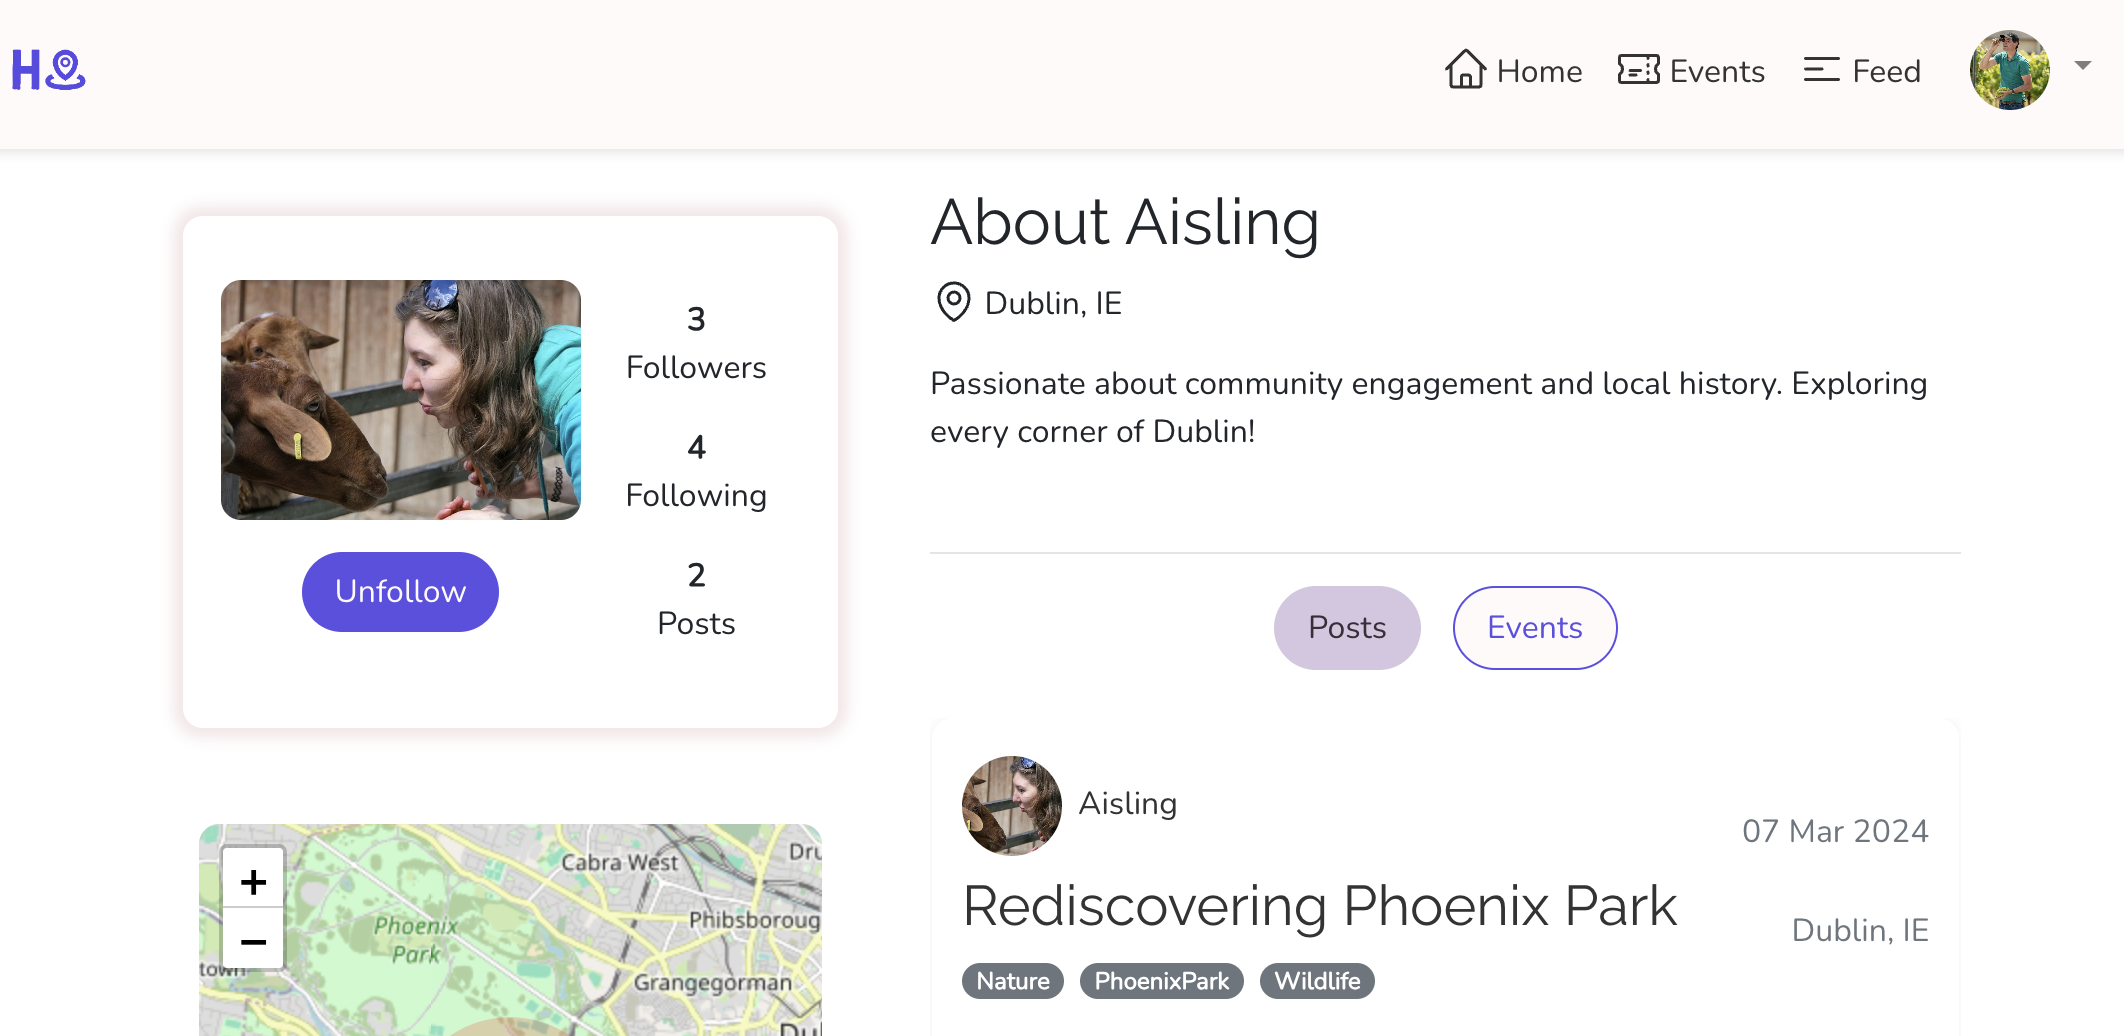 H
Home
Events
Feed
3
Followers
4
Following
2
Posts
Unfollow
About Aisling
Dublin, IE
Passionate about community engagement and local history. Exploring
every corner of Dublin!
Posts
Events
Aisling
07 Mar 2024
Rediscovering Phoenix Park
Dublin, IE
Nature
PhoenixPark
Wildlife
+
−
Cabra West
Dru
Phoenix
Park
Phibsboroug
town
Grangegorman
Dul